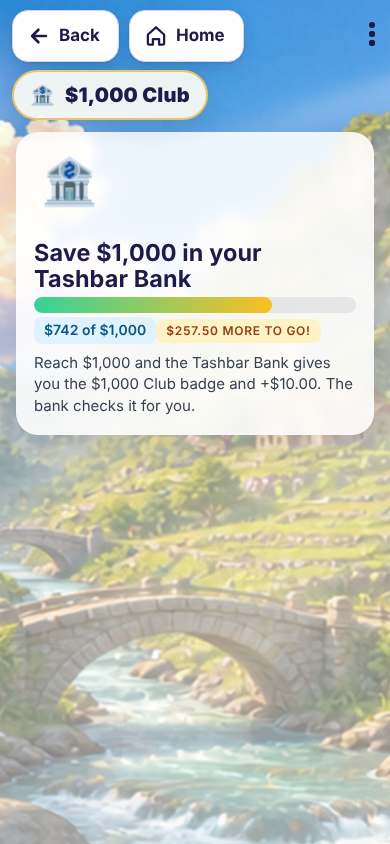 Back
Home
$1,000 Club
Save $1,000 in your
Tashbar Bank
$742 of $1,000
$257.50 MORE TO GO!
Reach $1,000 and the Tashbar Bank gives
you the $1,000 Club badge and +$10.00. The
bank checks it for you.